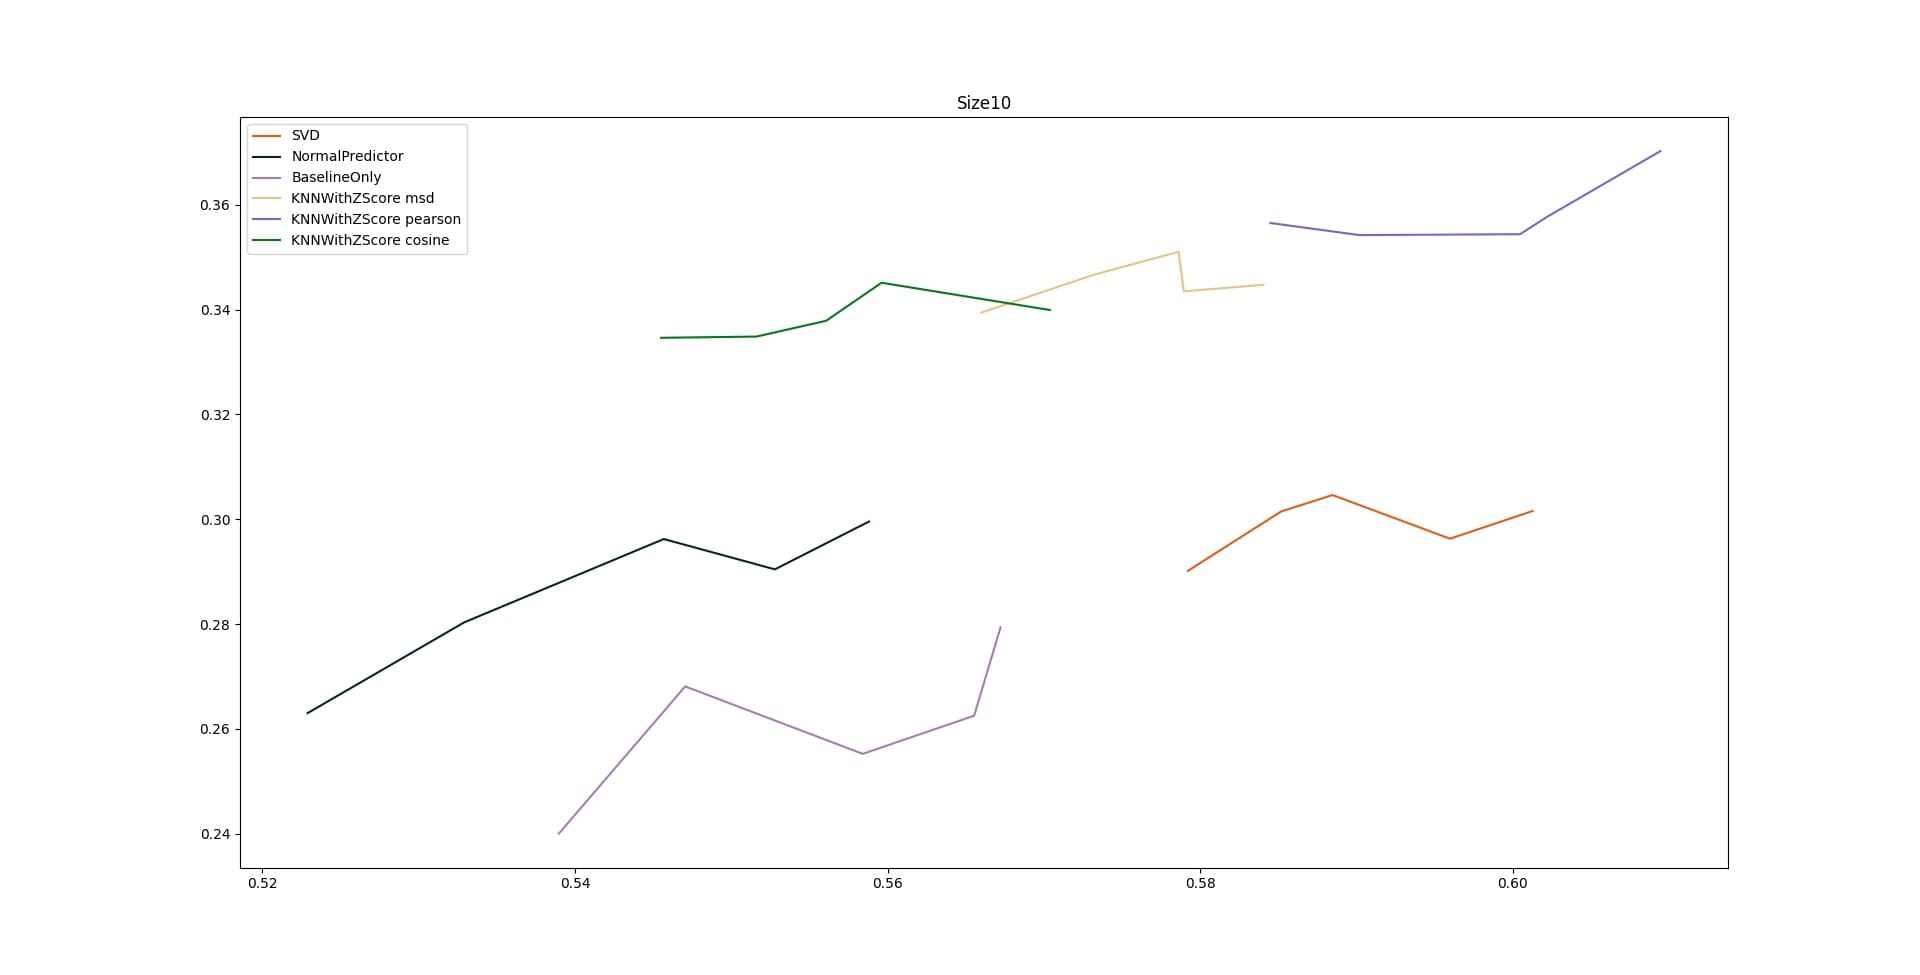 Size10
SVD
NormalPredictor
BaselineOnly
KNNWithZScore msd
KNNWithZScore pearson
KNNWithZScore cosine
0.36
0.34
0.32
0.30
0.28
0.26
0.24
0.52 0.54 0.56 0.58 0.60